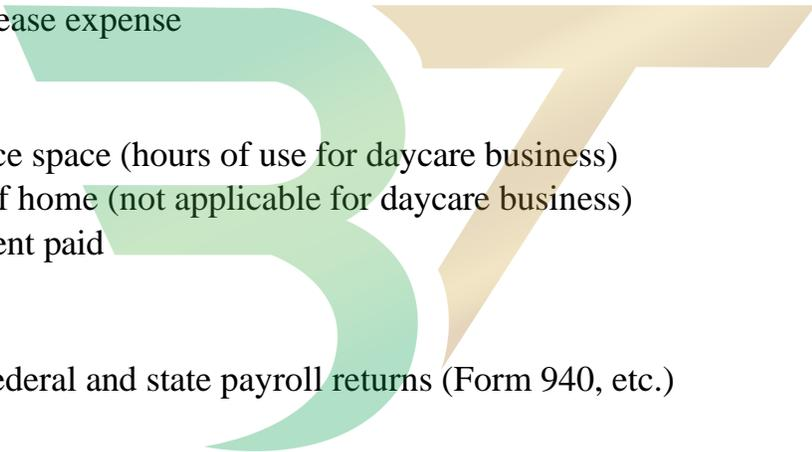 ease expense
ce space (hours of use for daycare business)
f home (not applicable for daycare business)
ent paid
ederal and state payroll returns (Form 940, etc.)